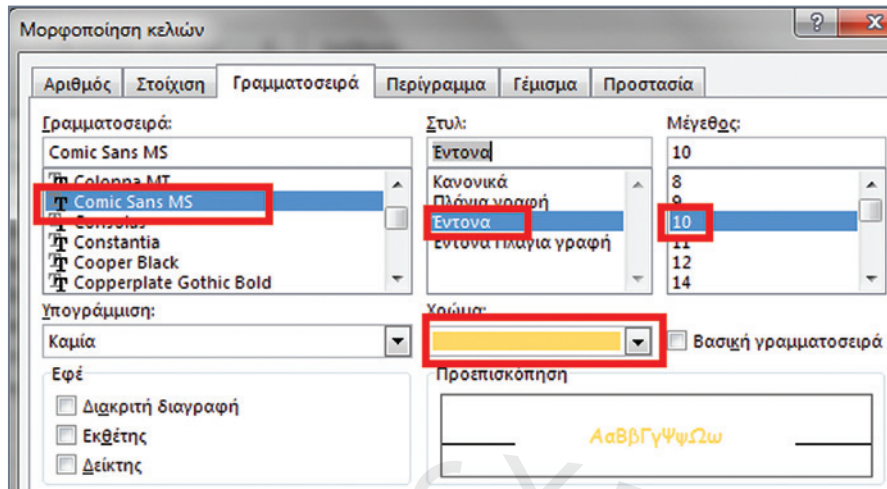 Μορφοποίηση κελιών
Αριθμός Στοίχιση Γραμματοσειρά Περίγραμμα Γέμισμα Προστασία
Γραμματοσειρά: Στυλ: Μέγεθος:
Comic Sans MS Έντονα 10
Colonna MT Κανονικά 8
Comic Sans MS Πλάγια γραφή 9
Consolas Έντονα 10
Constantia Έντονα Πλάγια γραφή 11
Cooper Black 12
Copperplate Gothic Bold 14
Υπογράμμιση: Χρώμα:
Καμία Βασική γραμματοσειρά
Εφέ Προεπισκόπηση
Διακριτή διαγραφή
Εκθέτης ΑαΒβΓγΨψΩω
Δείκτης